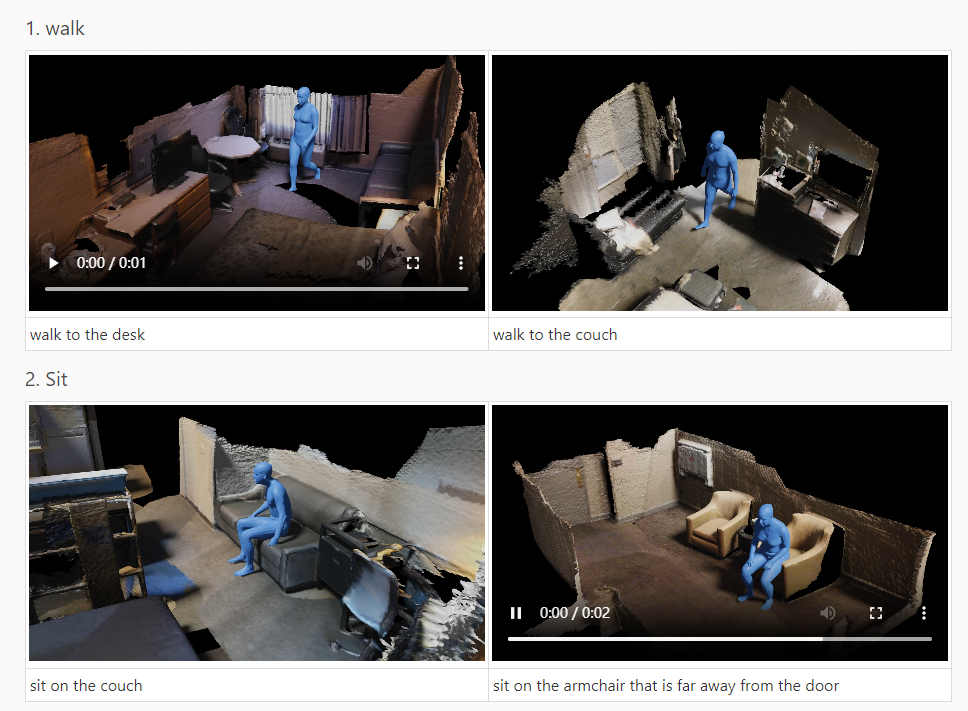 1. walk
0:00 / 0:01
walk to the desk
walk to the couch
2. Sit
0:00 / 0:02
sit on the couch
sit on the armchair that is far away from the door